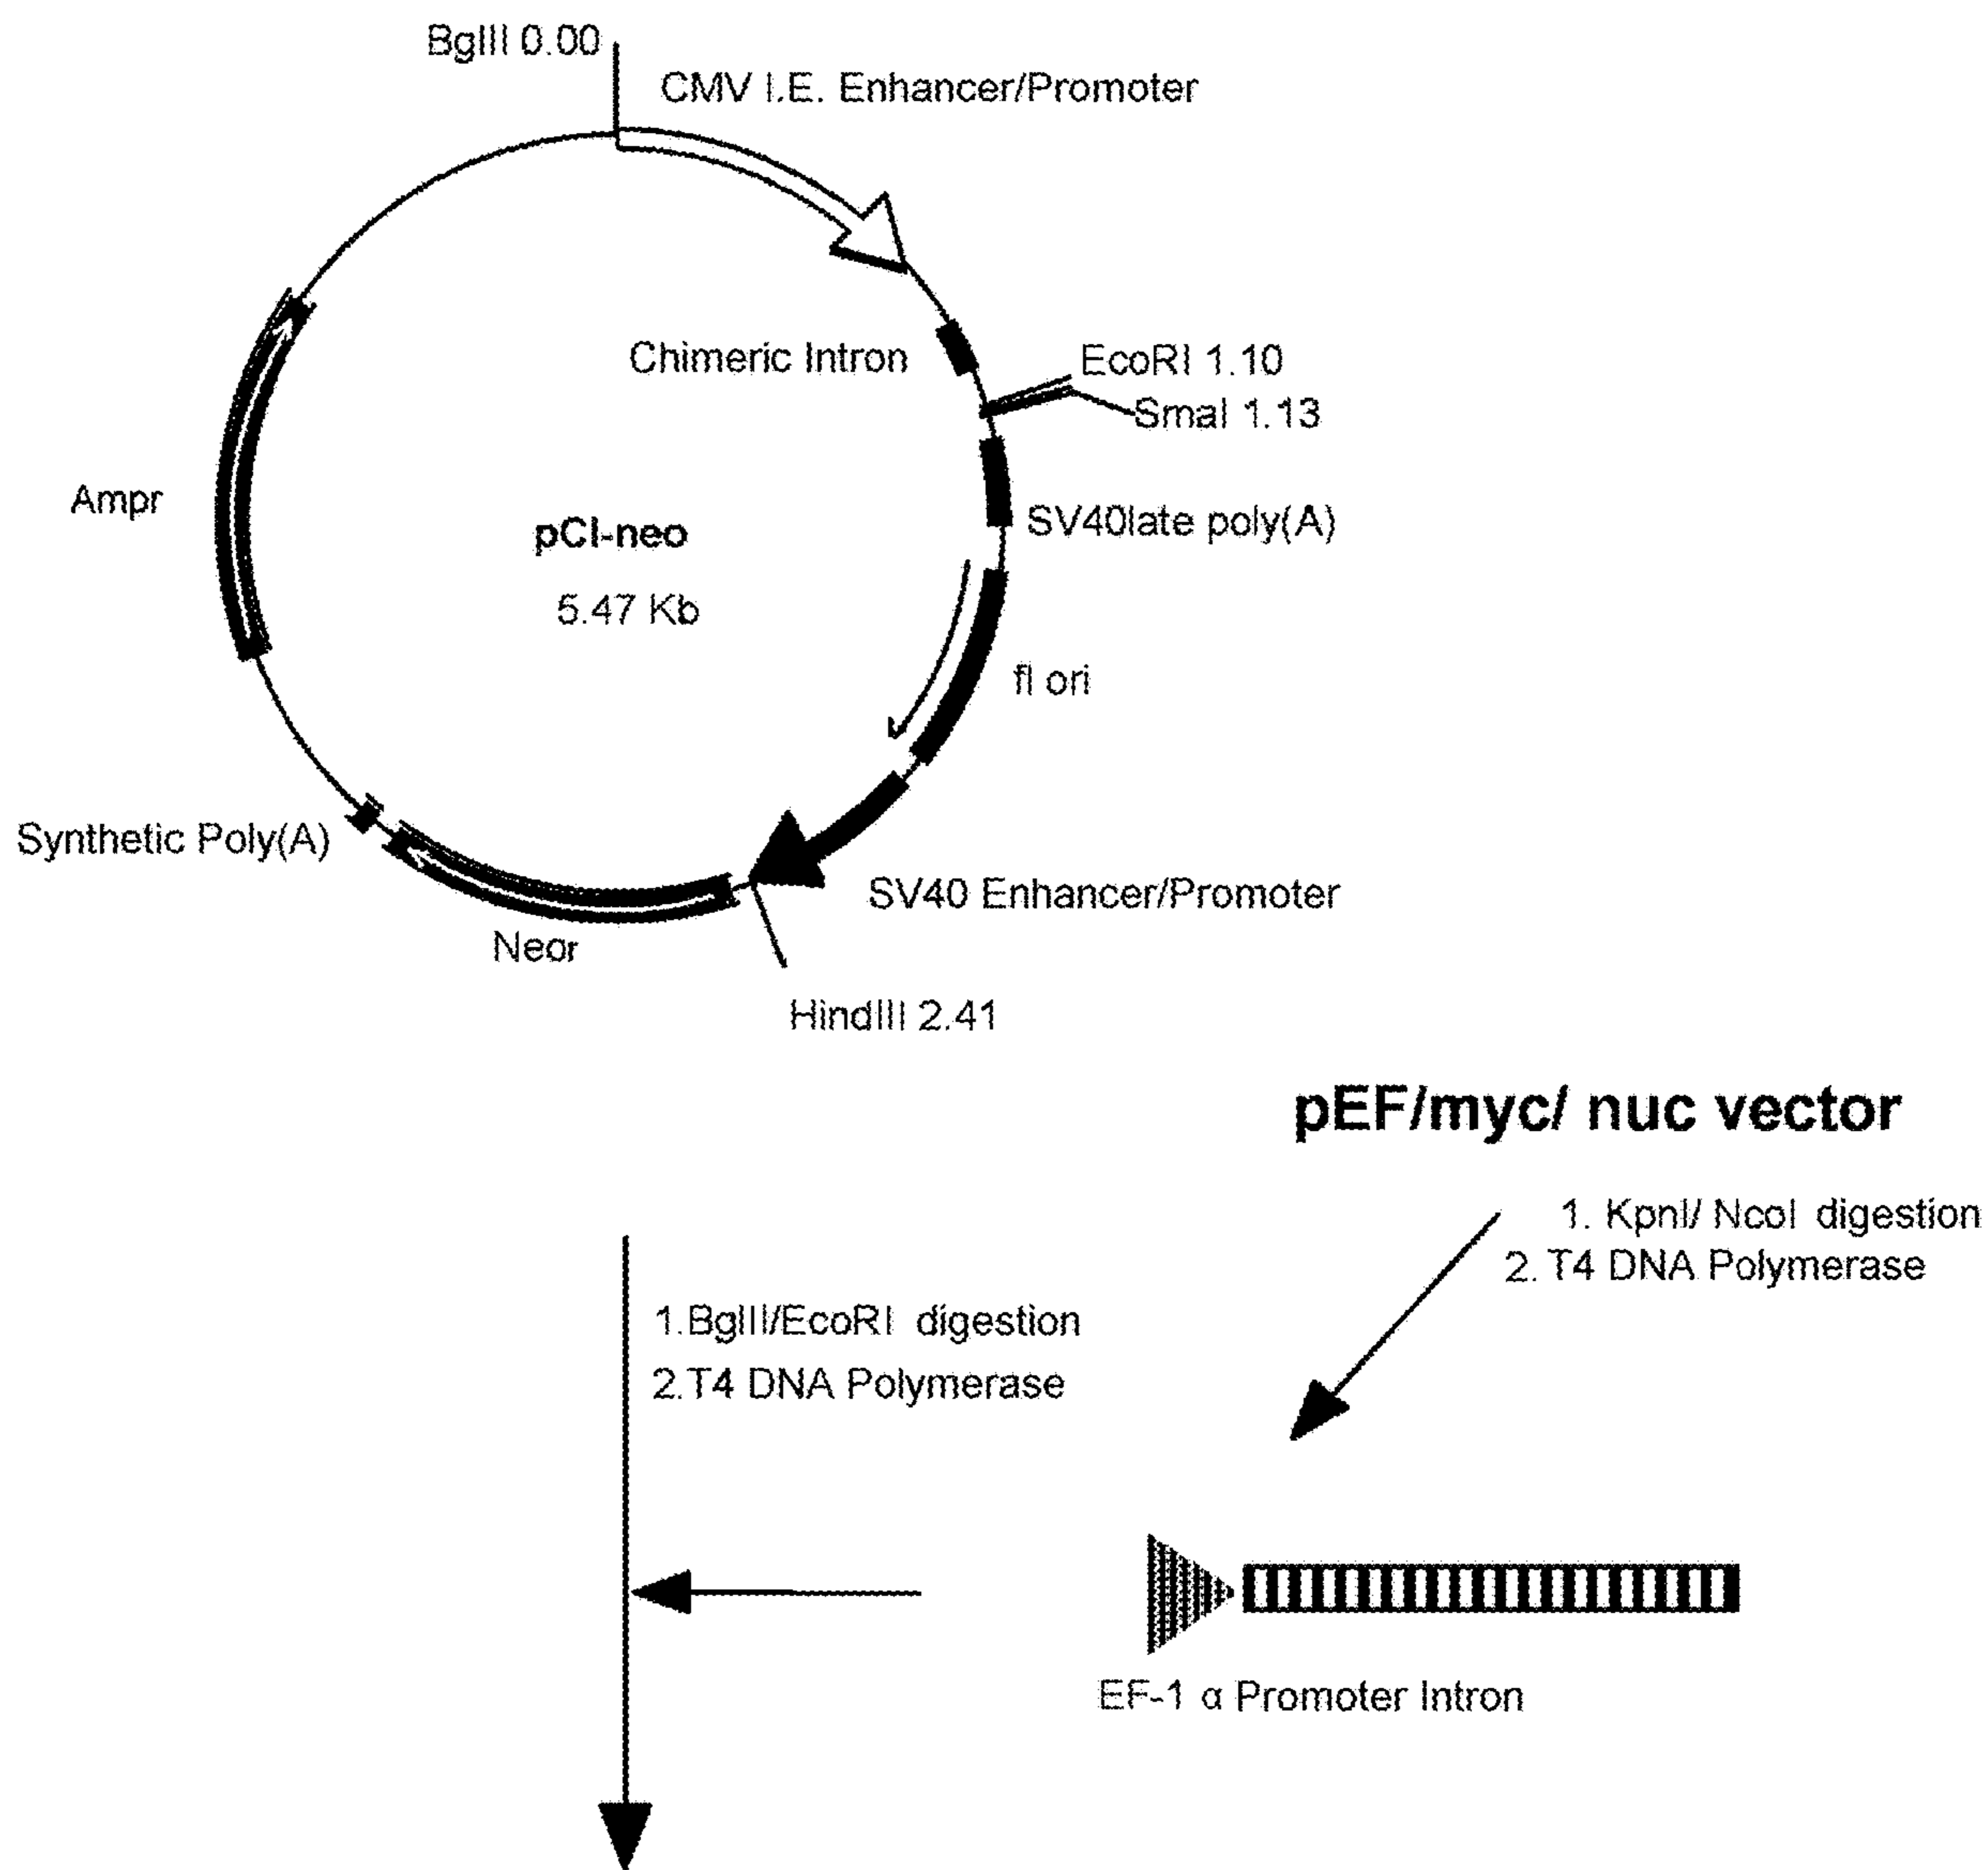 BglII 0.00
CMV I.E. Enhancer/Promoter
Chimeric Intron
EcoRI 1.10
SmaI 1.13
Ampr
pCI-neo
5.47 Kb
SV40late poly(A)
fl ori
Synthetic Poly(A)
SV40 Enhancer/Promoter
Neor
HindIII 2.41
pEF/myc/ nuc vector
1. KpnI/ NcoI digestion
2. T4 DNA Polymerase
1.BglII/EcoRI digestion
2.T4 DNA Polymerase
EF-1 α Promoter Intron